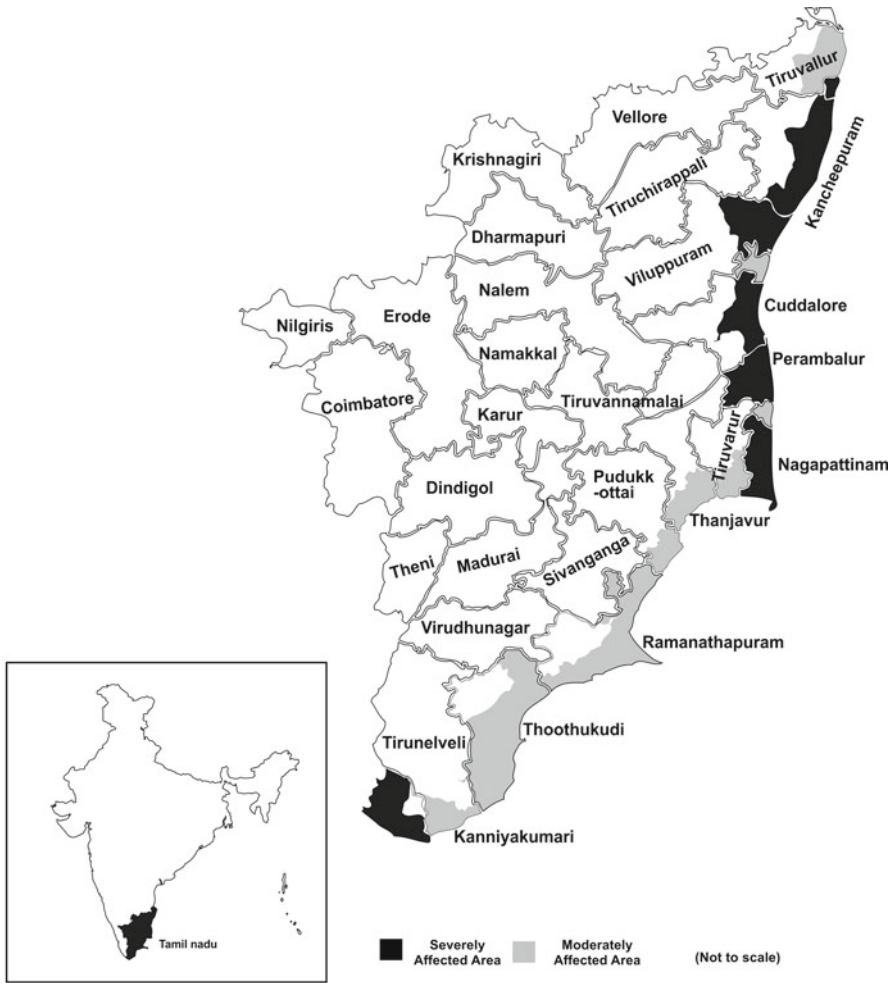 Tiruvallur
Vellore
Kancheepuram
Krishnagiri
Tiruchirappali
Dharmapuri
Viluppuram
Nalem
Cuddalore
Erode
Nilgiris
Namakkal
Perambalur
Coimbatore
Tiruvannamalai
Karur
Tiruvarur
Nagapattinam
Pudukk
-ottai
Dindigol
Thanjavur
Theni
Madurai
Sivanganga
Virudhunagar
Ramanathapuram
Thoothukudi
Tirunelveli
Kanniyakumari
Tamil nadu
Severely
Affected Area
Moderately
Affected Area
(Not to scale)